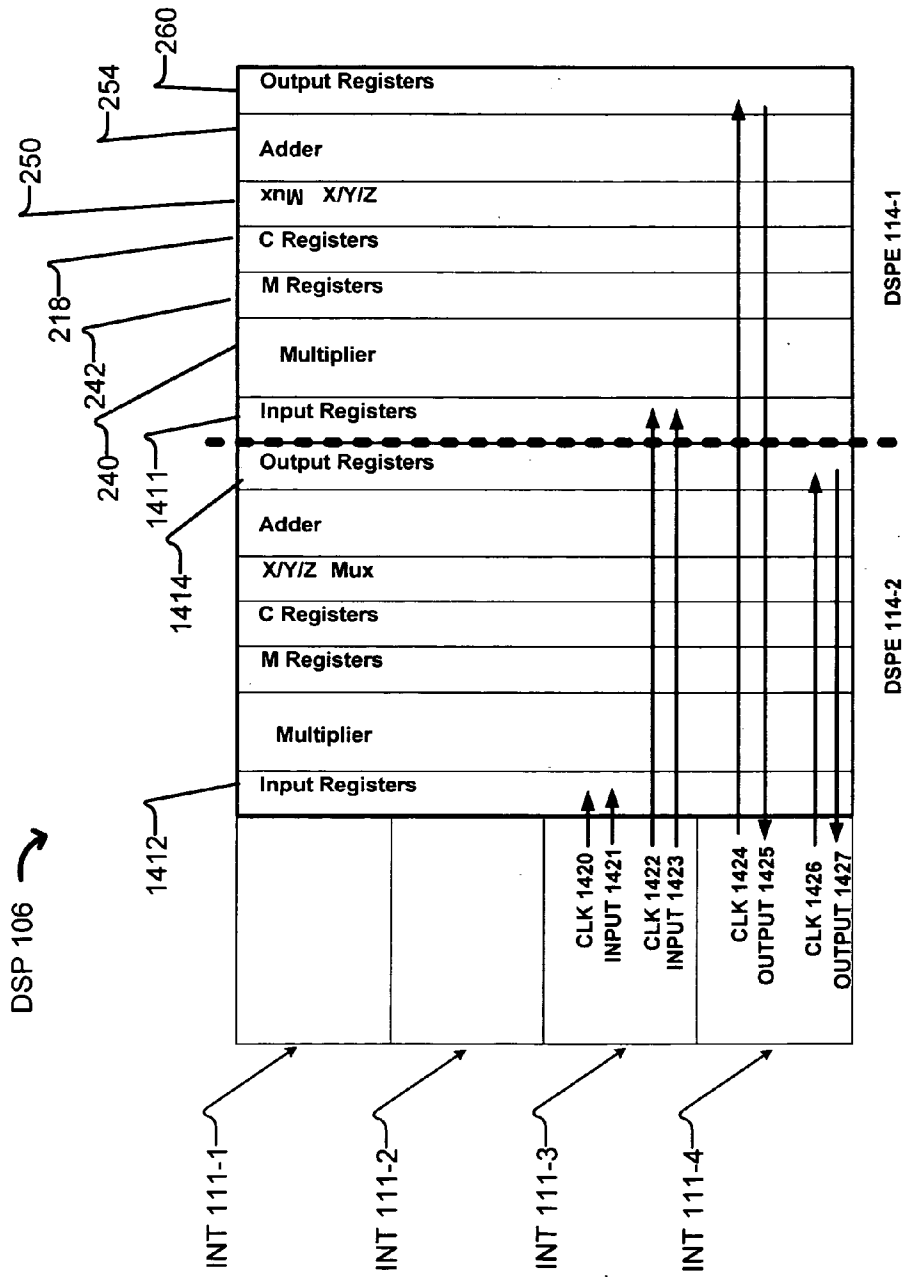 DSP 106
260
254
250
218
242
240
1411
1414
1412
Output Registers
Adder
X/Y/Z Mux
C Registers
M Registers
Multiplier
Input Registers
Output Registers
Adder
X/Y/Z Mux
C Registers
M Registers
Multiplier
Input Registers
DSPE 114-1
DSPE 114-2
CLK 1420
INPUT 1421
CLK 1422
INPUT 1423
CLK 1424
OUTPUT 1425
CLK 1426
OUTPUT 1427
INT 111-1
INT 111-2
INT 111-3
INT 111-4